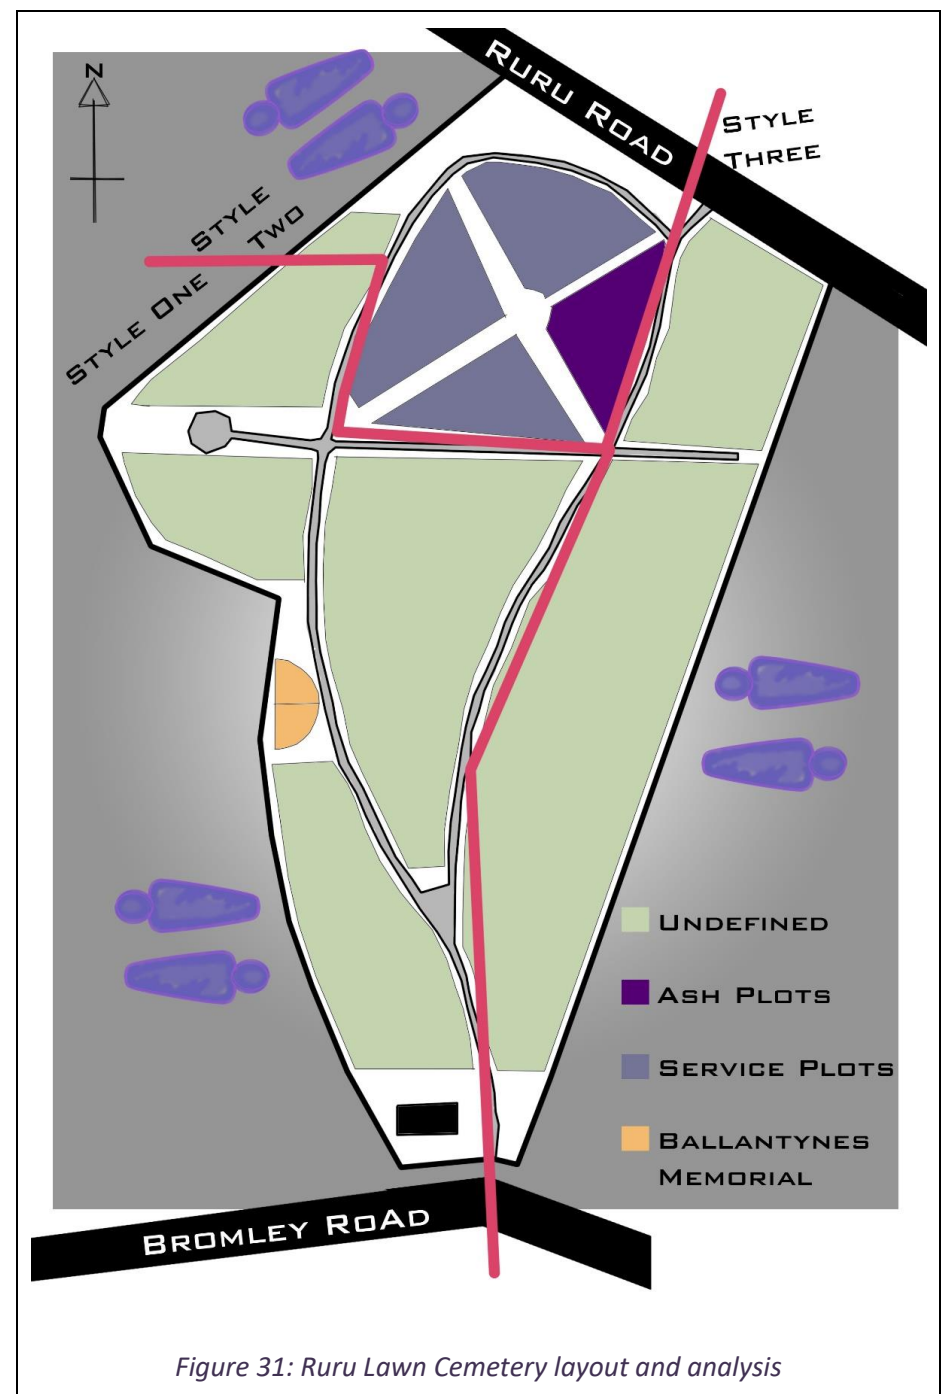 N
RURU ROAD
STYLE
THREE
STYLE
TWO
STYLE ONE
UNDEFINED
ASH PLOTS
SERVICE PLOTS
BALLANTYNES
MEMORIAL
BROMLEY ROAD
Figure 31: Ruru Lawn Cemetery layout and analysis